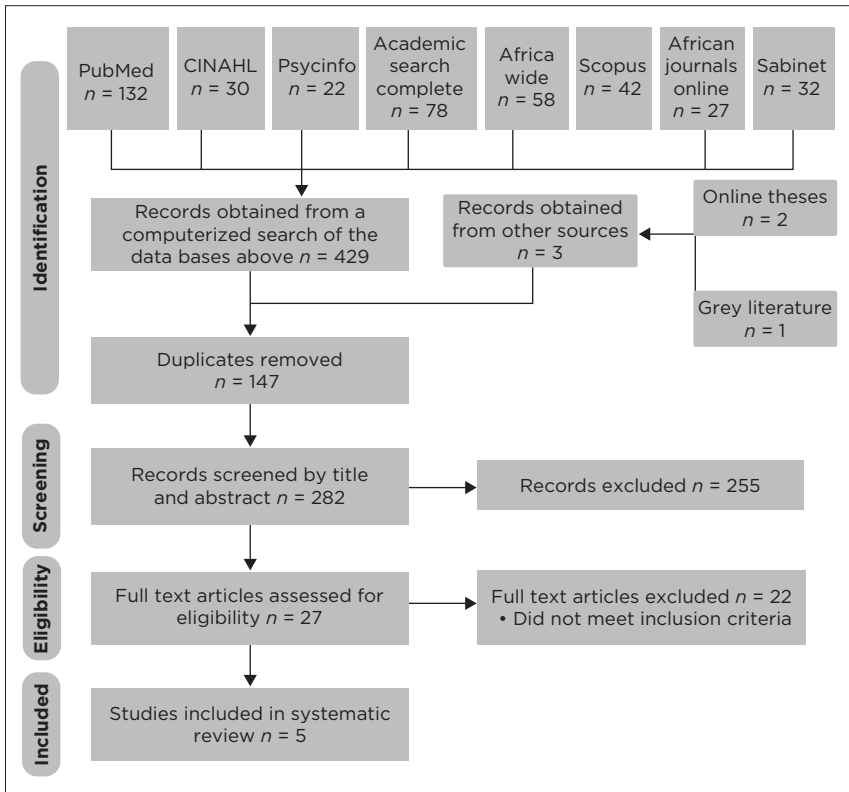 PubMed
n = 132
CINAHL
n = 30
Psycinfo
n = 22
Academic
search
complete
n = 78
Africa
wide
n = 58
Scopus
n = 42
African
journals
online
n = 27
Sabinet
n = 32
Identification
Records obtained from a
computerized search of the
data bases above n = 429
Records obtained
from other sources
n = 3
Online theses
n = 2
Grey literature
n = 1
Duplicates removed
n = 147
Screening
Records screened by title
and abstract n = 282
Records excluded n = 255
Eligibility
Full text articles assessed for
eligibility n = 27
Full text articles excluded n = 22
• Did not meet inclusion criteria
Included
Studies included in systematic
review n = 5